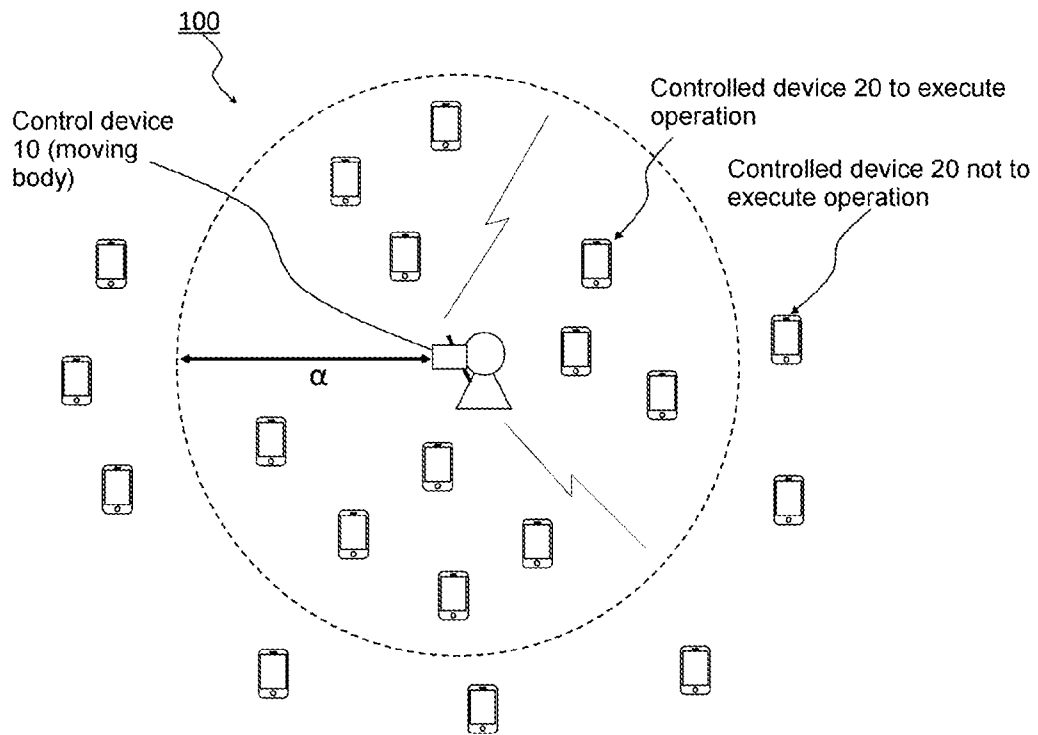 100
Control device
10 (moving
body)
Controlled device 20 to execute
operation
Controlled device 20 not to
execute operation
α